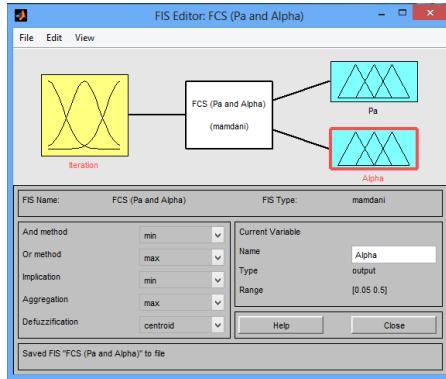 FIS Editor: FCS (Pa and Alpha)
File Edit View
FCS (Pa and Alpha)
(mamdani)
Iteration
Pa
Alpha
FIS Name: FCS (Pa and Alpha) FIS Type: mamdani
And method min
Or method max
Implication min
Aggregation max
Defuzzification centroid
Current Variable
Name Alpha
Type output
Range [0.05 0.5]
Help Close
Saved FIS "FCS (Pa and Alpha)" to file